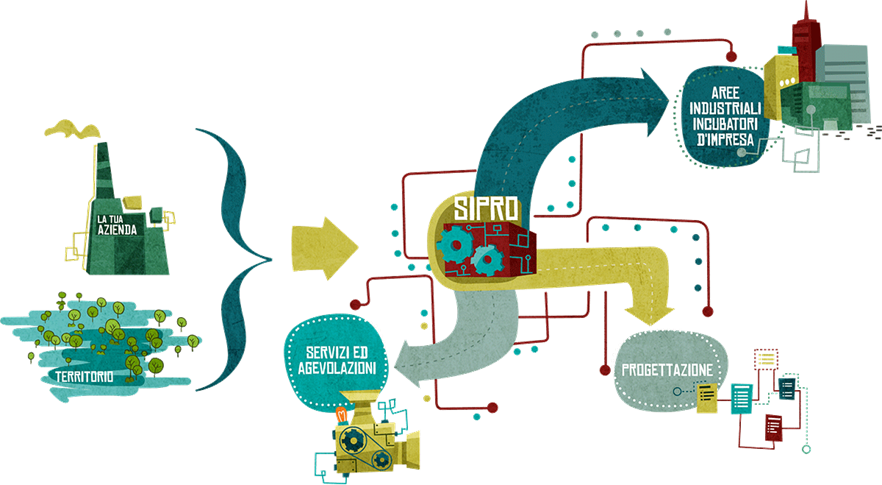 LA TUA
AZIENDA
TERRITORIO
SIPRO
AREE
INDUSTRIALI
INCUBATORI
D'IMPRESA
SERVIZI ED
AGEVOLAZIONI
PROGETTAZIONE